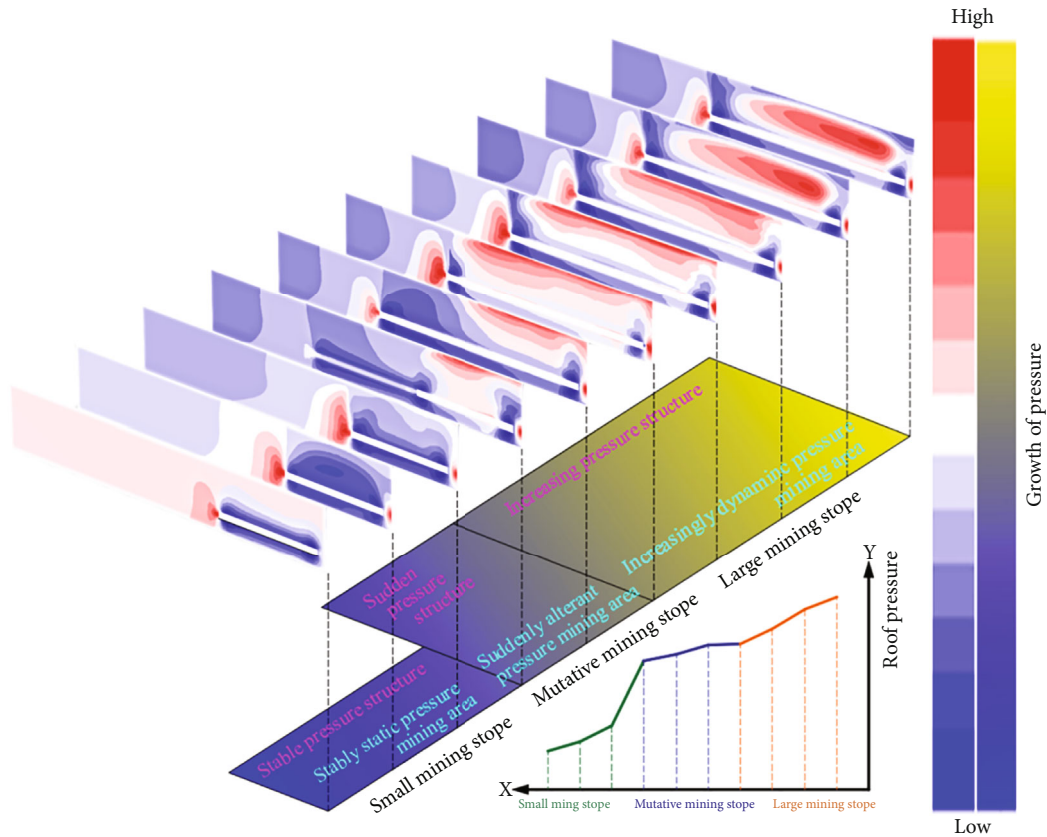 High
Growth of pressure
Low
Increasing pressure structure
Increasingly dynamine pressure
mining area
Large mining stope
Sudden
pressure
structure
Suddenly alterant
pressure mining area
Mutative mining stope
Stable pressure structure
Stably static pressure
mining area
Small mining stope
Y
Roof pressure
X
Small ming stope
Mutative mining stope
Large mining stope